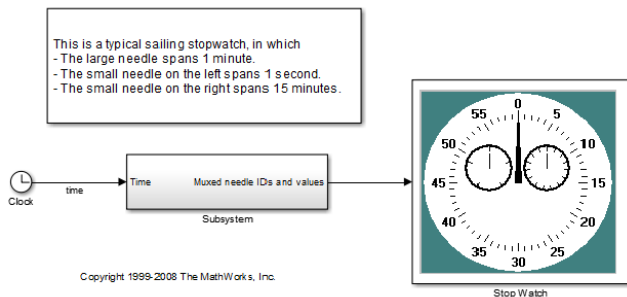 This is a typical sailing stopwatch, in which
- The large needle spans 1 minute.
- The small needle on the left spans 1 second.
- The small needle on the right spans 15 minutes.
0
55 5
50 10
45 15
40 20
35 25
30
Time Muxed needle IDs and values
Clock
time
Subsystem
Copyright 1999-2008 The MathWorks, Inc.
Stop Watch